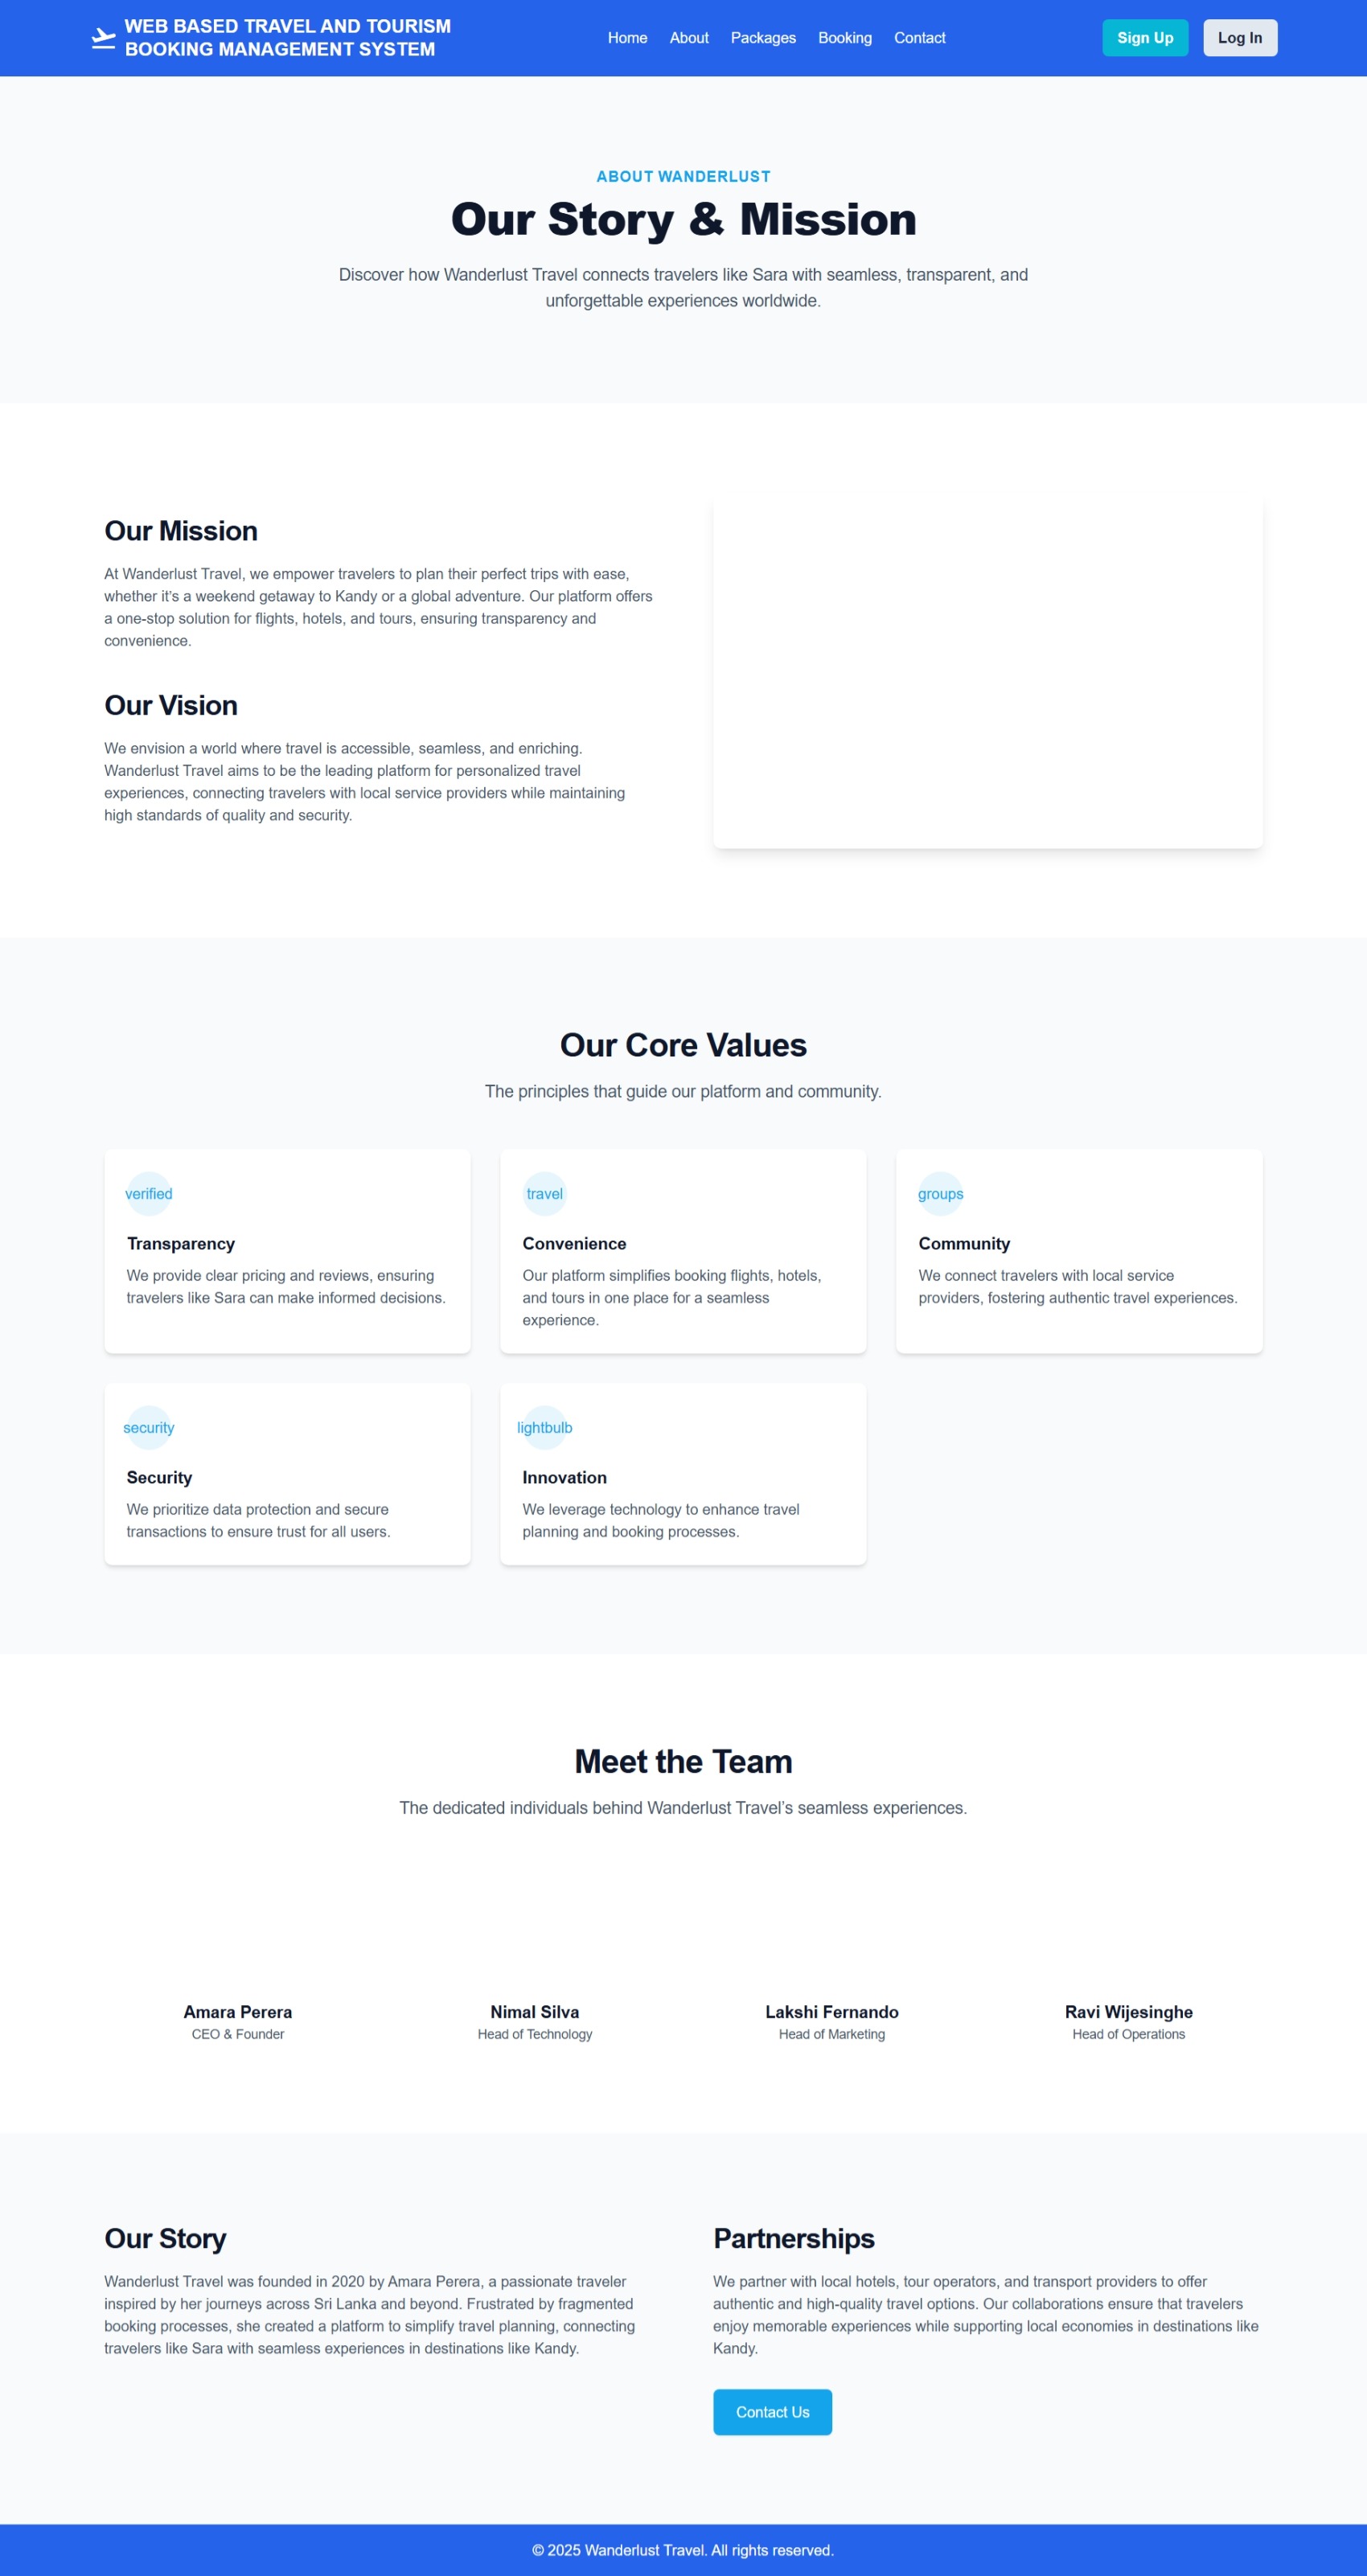 WEB BASED TRAVEL AND TOURISM
BOOKING MANAGEMENT SYSTEM
Home
About
Packages
Booking
Contact
Sign Up
Log In
ABOUT WANDERLUST
Our Story & Mission
Discover how Wanderlust Travel connects travelers like Sara with seamless, transparent, and
unforgettable experiences worldwide.
Our Mission
At Wanderlust Travel, we empower travelers to plan their perfect trips with ease,
whether it’s a weekend getaway to Kandy or a global adventure. Our platform offers
a one-stop solution for flights, hotels, and tours, ensuring transparency and
convenience.
Our Vision
We envision a world where travel is accessible, seamless, and enriching.
Wanderlust Travel aims to be the leading platform for personalized travel
experiences, connecting travelers with local service providers while maintaining
high standards of quality and security.
Our Core Values
The principles that guide our platform and community.
verified
Transparency
We provide clear pricing and reviews, ensuring
travelers like Sara can make informed decisions.
travel
Convenience
Our platform simplifies booking flights, hotels,
and tours in one place for a seamless
experience.
groups
Community
We connect travelers with local service
providers, fostering authentic travel experiences.
security
Security
We prioritize data protection and secure
transactions to ensure trust for all users.
lightbulb
Innovation
We leverage technology to enhance travel
planning and booking processes.
Meet the Team
The dedicated individuals behind Wanderlust Travel’s seamless experiences.
Amara Perera
CEO & Founder
Nimal Silva
Head of Technology
Lakshi Fernando
Head of Marketing
Ravi Wijesinghe
Head of Operations
Our Story
Wanderlust Travel was founded in 2020 by Amara Perera, a passionate traveler
inspired by her journeys across Sri Lanka and beyond. Frustrated by fragmented
booking processes, she created a platform to simplify travel planning, connecting
travelers like Sara with seamless experiences in destinations like Kandy.
Partnerships
We partner with local hotels, tour operators, and transport providers to offer
authentic and high-quality travel options. Our collaborations ensure that travelers
enjoy memorable experiences while supporting local economies in destinations like
Kandy.
Contact Us
© 2025 Wanderlust Travel. All rights reserved.